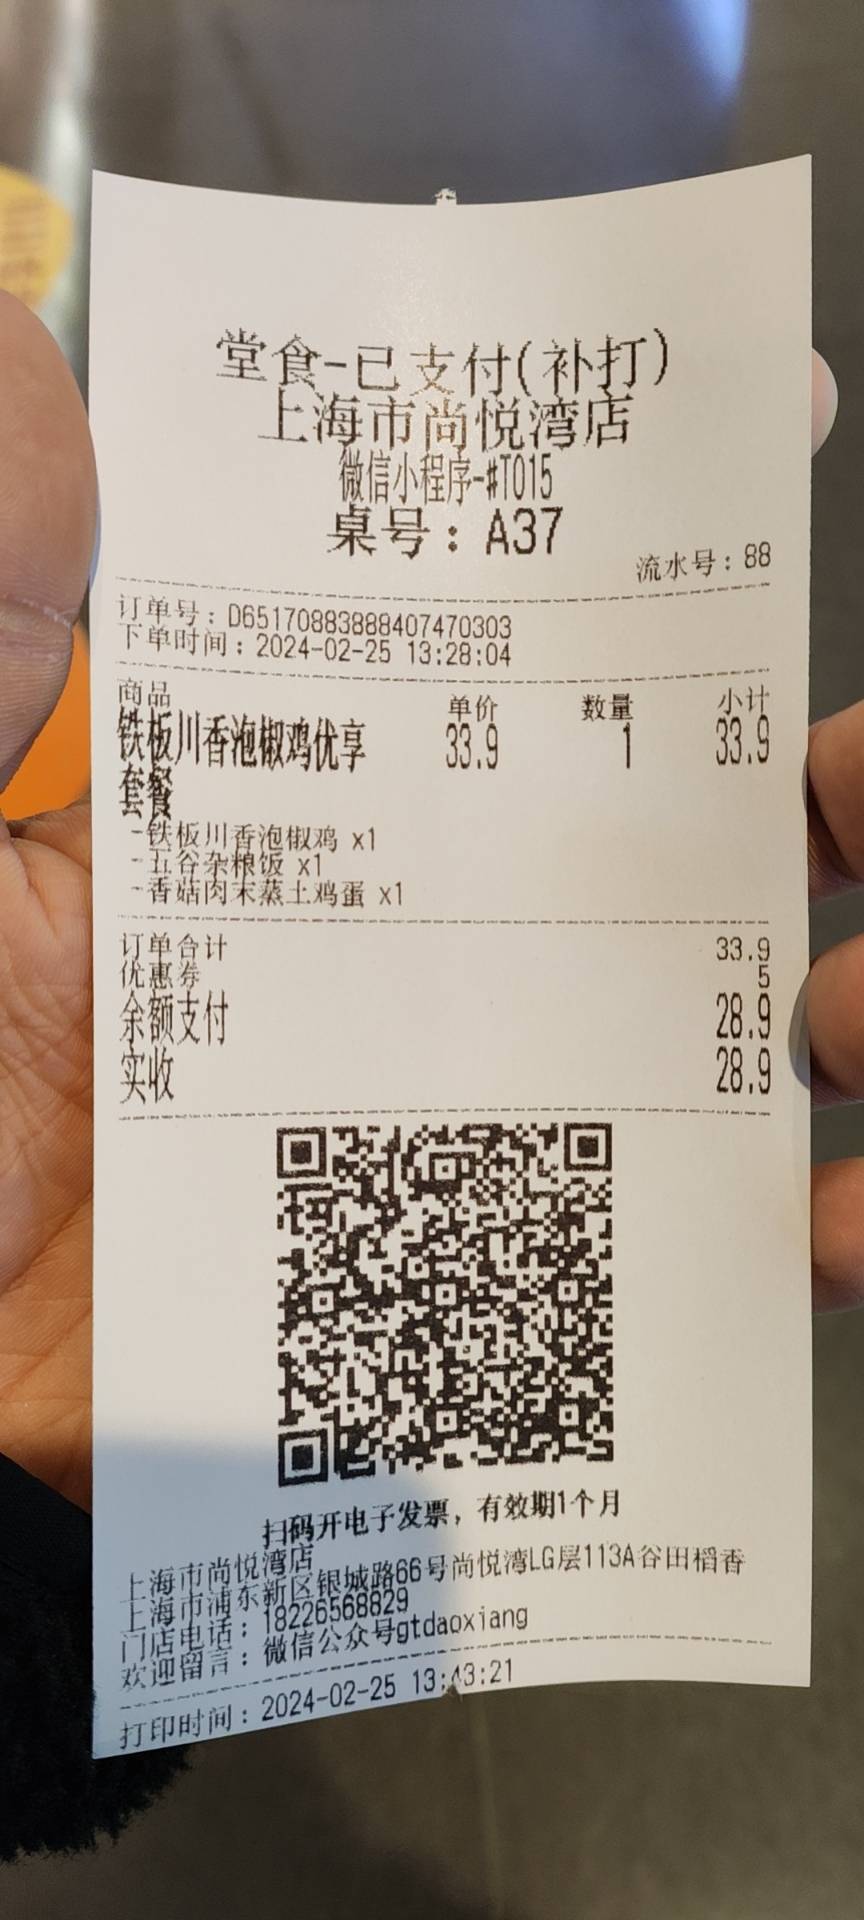 堂食-已支付(补打)
上海市尚悦湾店
微信小程序-#T015
桌号：A37
流水号：88
订单号：D65170883888407470303
下单时间：2024-02-25 13:28:04
商品 单价 数量 小计
铁板川香泡椒鸡优享 33.9 1 33.9
套餐
-铁板川香泡椒鸡 x1
-五谷杂粮饭 x1
-香菇肉末蒸土鸡蛋 x1
订单合计 33.9
优惠券 5
余额支付 28.9
实收 28.9
扫码开电子发票，有效期1个月
上海市尚悦湾店
上海市浦东新区银城路66号尚悦湾LG层113A谷田稻香
门店电话：18226568829
欢迎留言：微信公众号gtdaoxiang
打印时间：2024-02-25 13:43:21